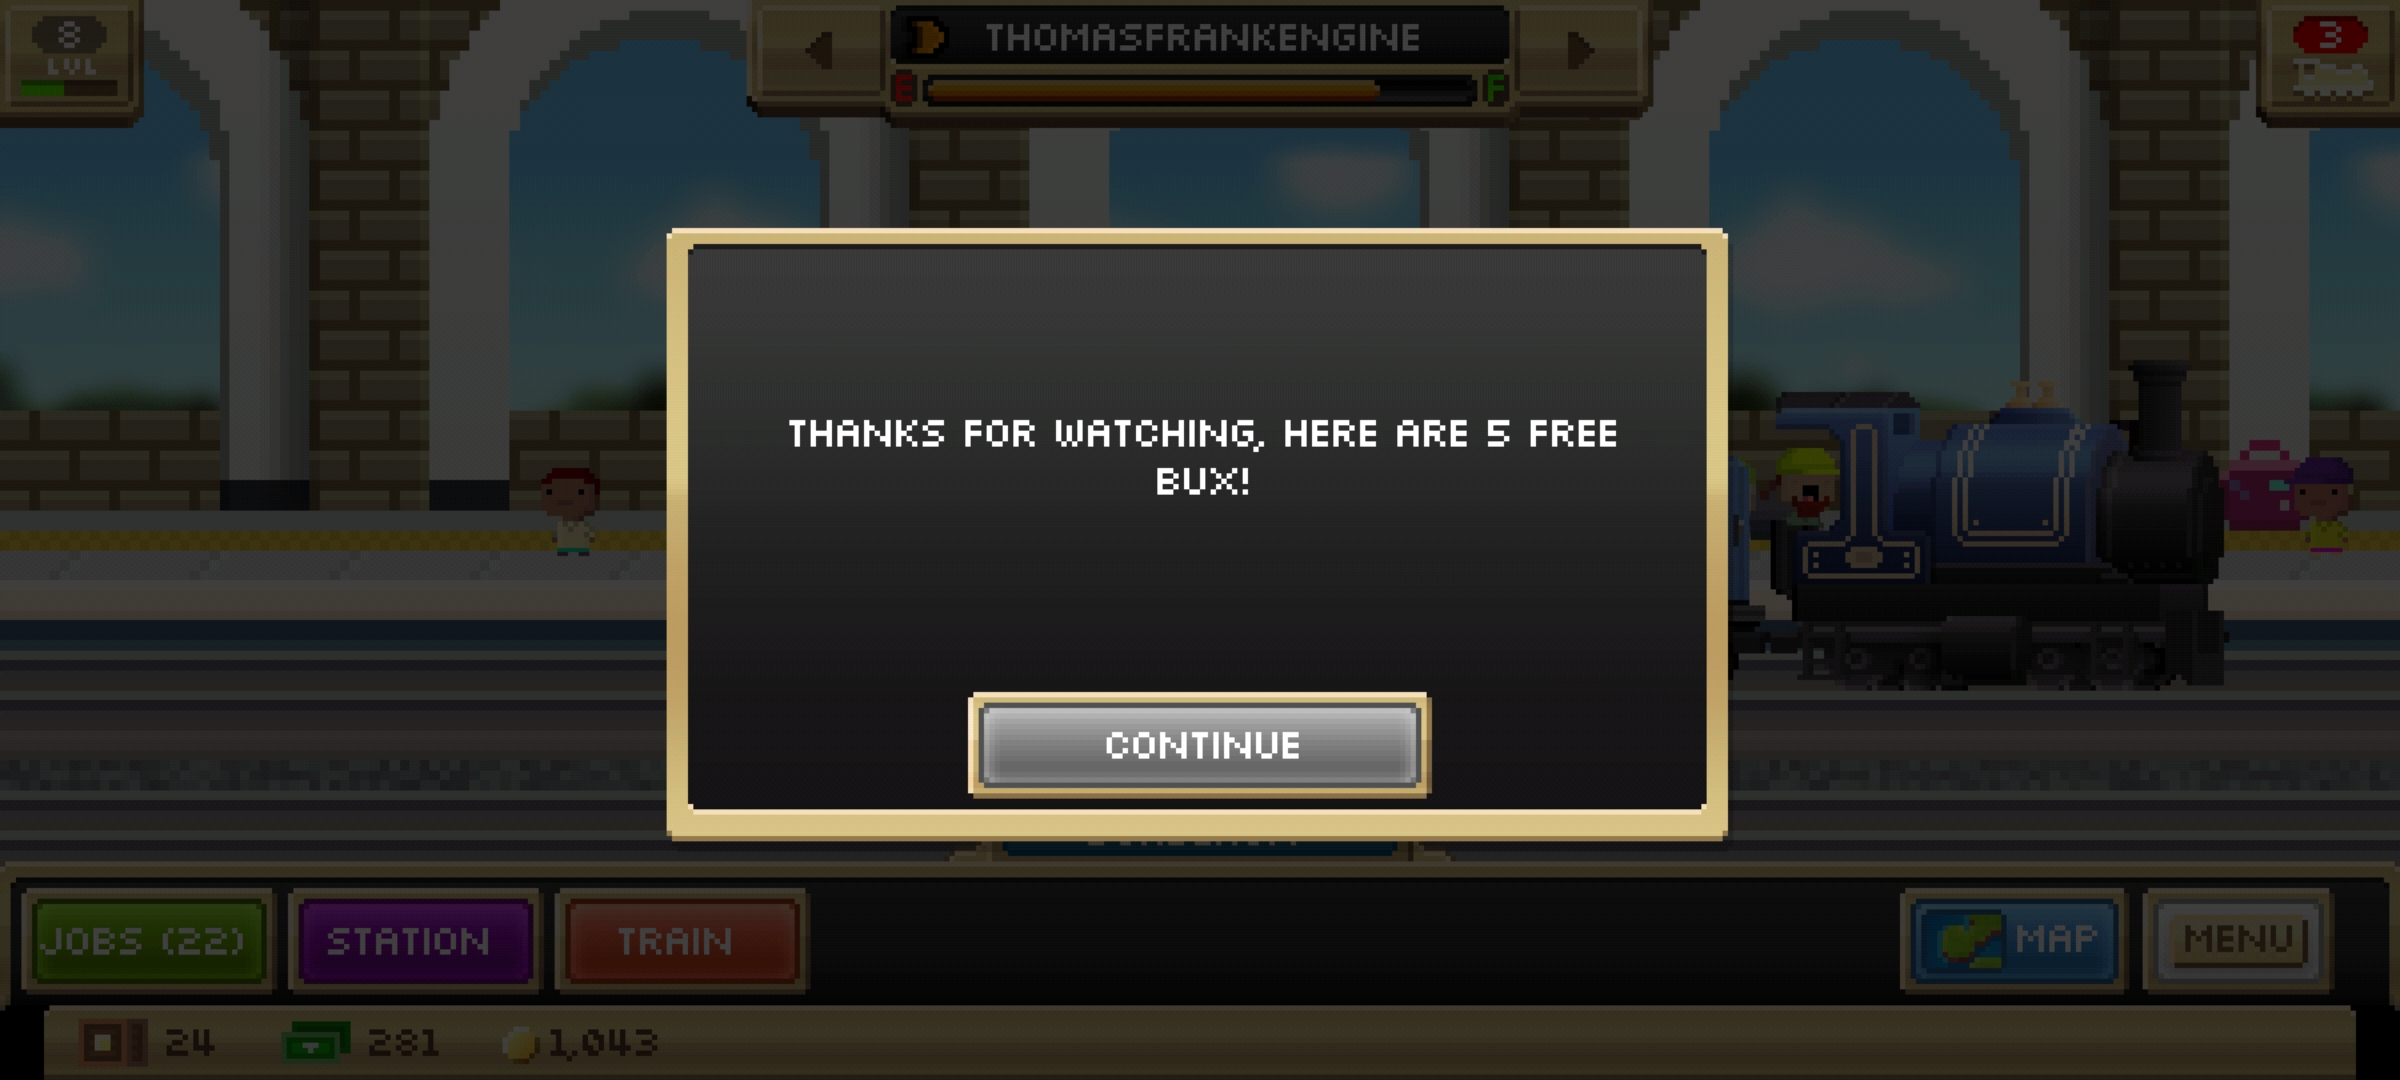 8
LVL
THOMASFRANKENGINE
E
F
3
THANKS FOR WATCHING, HERE ARE 5 FREE
BUX!
CONTINUE
JOBS (22)
STATION
TRAIN
MAP
MENU
24
281
1,043